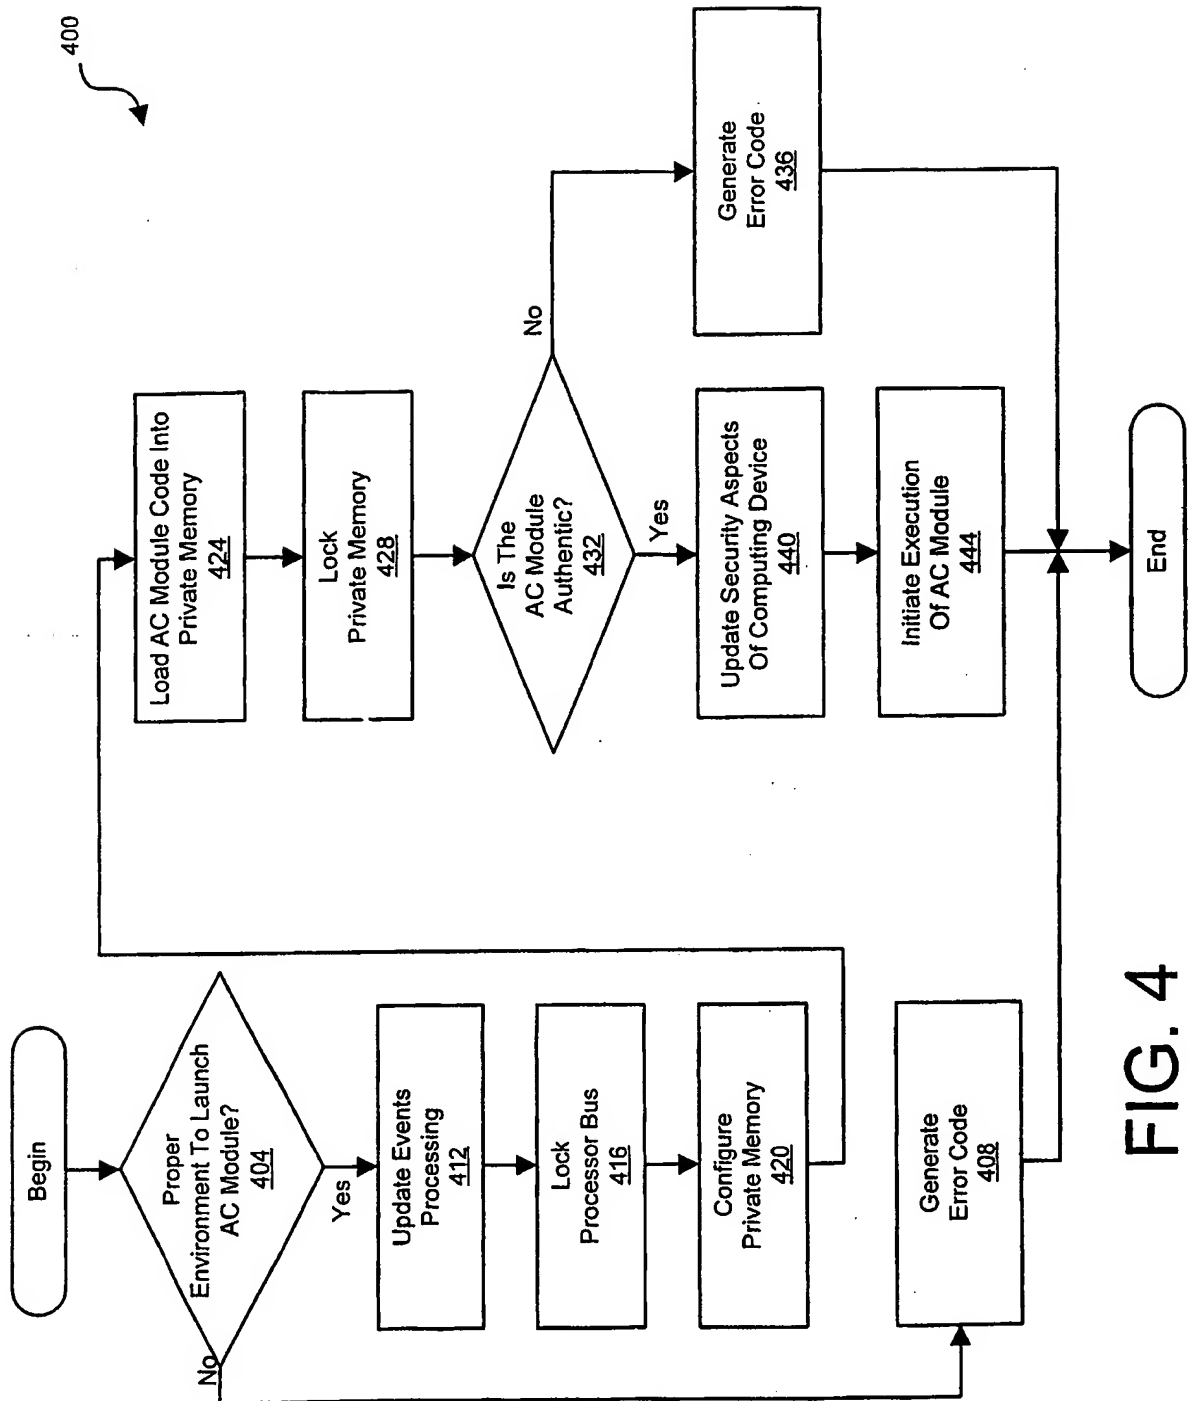 400
Begin
Proper
Environment To Launch
AC Module?
404
No
Yes
Update Events
Processing
412
Lock
Processor Bus
416
Configure
Private Memory
420
Generate
Error Code
408
Load AC Module Code Into
Private Memory
424
Lock
Private Memory
428
Is The
AC Module
Authentic?
432
No
Yes
Generate
Error Code
436
Update Security Aspects
Of Computing Device
440
Initiate Execution
Of AC Module
444
End
FIG. 4